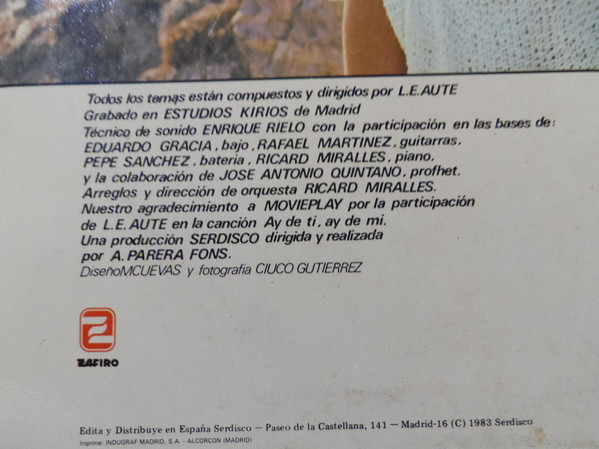 Todos los temas están compuestos y dirigidos por L.E.AUTE
Grabado en ESTUDIOS KIRIOS de Madrid
Técnico de sonido ENRIQUE RIELO con la participación en las bases de:
EDUARDO GRACIA, bajo, RAFAEL MARTINEZ, guitarras,
PEPE SANCHEZ, bateria, RICARD MIRALLES, piano,
y la colaboración de JOSE ANTONIO QUINTANO, profhet.
Arreglos y dirección de orquesta RICARD MIRALLES.
Nuestro agradecimiento a MOVIEPLAY por la participación
de L.E. AUTE en la canción Ay de ti, ay de mi.
Una producción SERDISCO dirigida y realizada
por A. PARERA FONS.
DiseñoMCUEVAS y fotografia CIUCO GUTIERREZ
ZAFIRO
Edita y Distribuye en España Serdisco — Paseo de la Castellana, 141 — Madrid-16 (C) 1983 Serdisco
Imprime: INDUGRAF MADRID, S.A. - ALCORCON (MADRID)